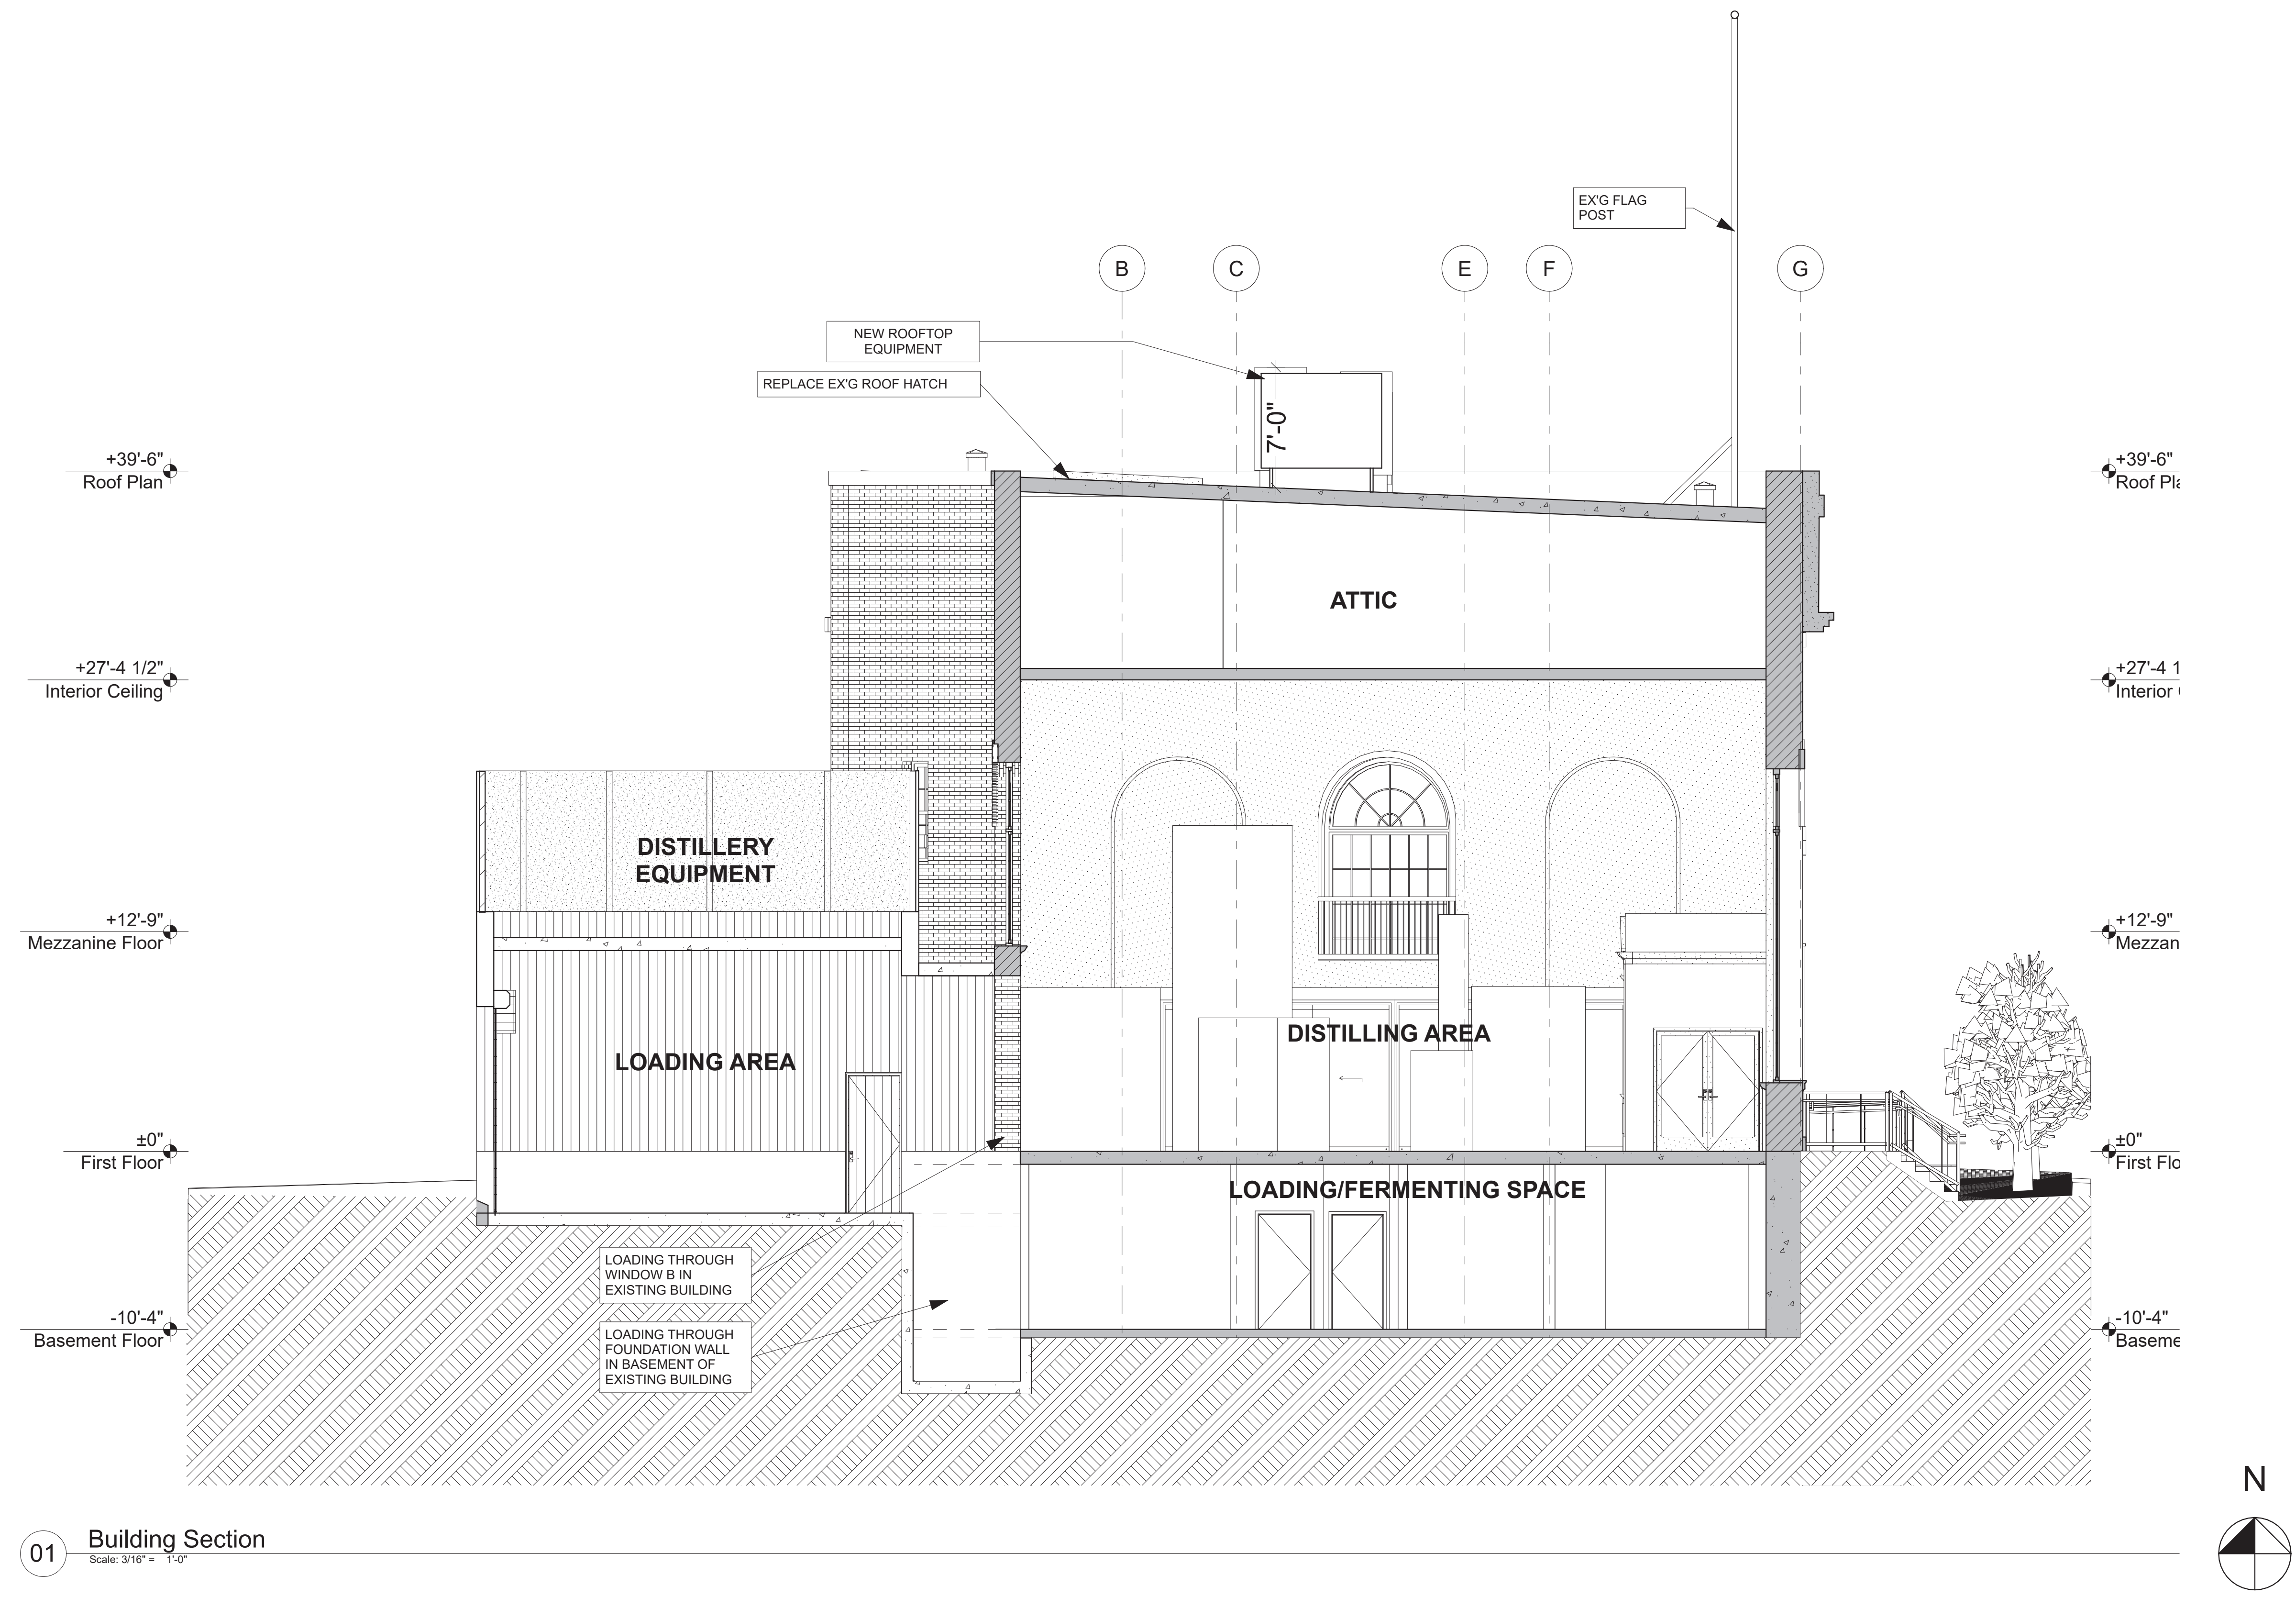 EX'G FLAG
POST
B
C
E
F
G
NEW ROOFTOP
EQUIPMENT
REPLACE EX'G ROOF HATCH
7'-0"
+39'-6"
Roof Plan
+39'-6"
Roof Pla
ATTIC
+27'-4 1/2"
Interior Ceiling
+27'-4 1
Interior
DISTILLERY
EQUIPMENT
+12'-9"
Mezzanine Floor
+12'-9"
Mezzan
LOADING AREA
DISTILLING AREA
±0"
First Floor
±0"
First Flo
LOADING/FERMENTING SPACE
LOADING THROUGH
WINDOW B IN
EXISTING BUILDING
-10'-4"
Basement Floor
-10'-4"
Baseme
LOADING THROUGH
FOUNDATION WALL
IN BASEMENT OF
EXISTING BUILDING
N
01
Building Section
Scale: 3/16" = 1'-0"